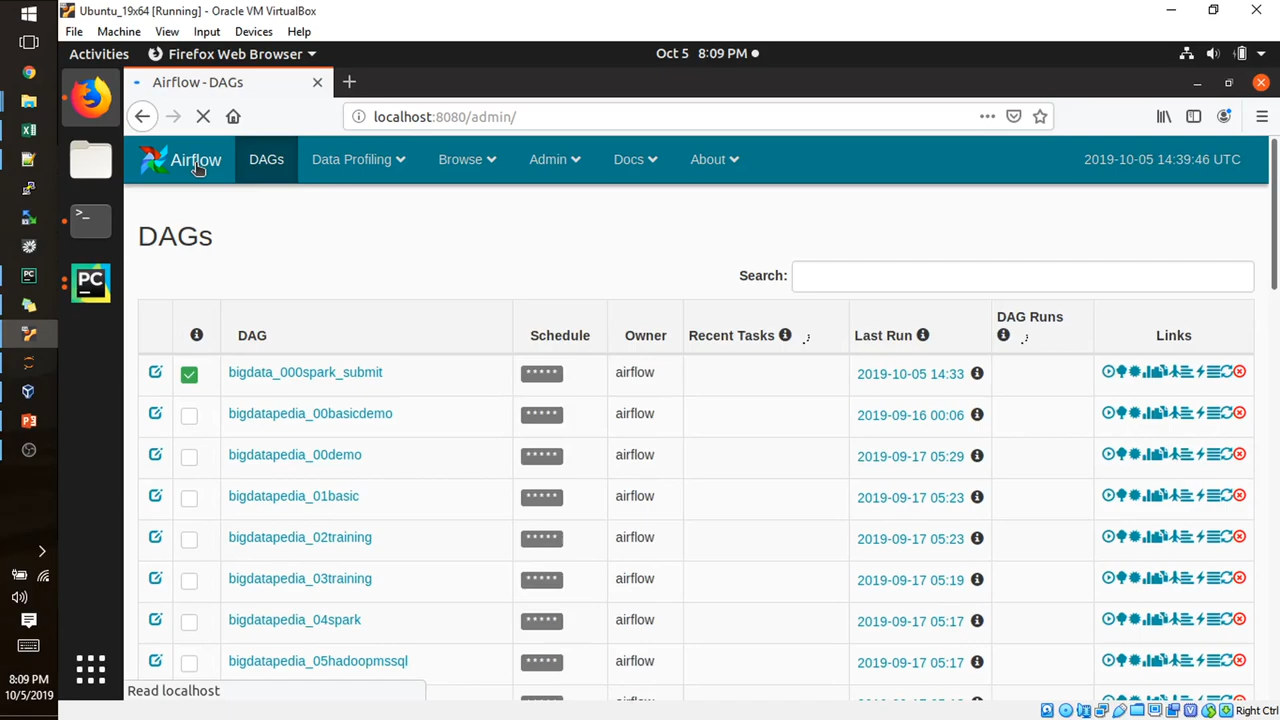 Ubuntu_19x64 [Running] - Oracle VM VirtualBox
File Machine View Input Devices Help
Activities Firefox Web Browser Oct 5 8:09 PM
Airflow - DAGs
localhost:8080/admin/
Airflow DAGs Data Profiling Browse Admin Docs About 2019-10-05 14:39:46 UTC
DAGs
Search:
DAG Schedule Owner Recent Tasks Last Run DAG Runs Links
bigdata_000spark_submit * * * * * airflow 2019-10-05 14:33
bigdatapedia_00basicdemo * * * * * airflow 2019-09-16 00:06
bigdatapedia_00demo * * * * * airflow 2019-09-17 05:29
bigdatapedia_01basic * * * * * airflow 2019-09-17 05:23
bigdatapedia_02training * * * * * airflow 2019-09-17 05:23
bigdatapedia_03training * * * * * airflow 2019-09-17 05:19
bigdatapedia_04spark * * * * * airflow 2019-09-17 05:17
bigdatapedia_05hadoopmssql * * * * * airflow 2019-09-17 05:17
Read localhost
PC
8:09 PM
10/5/2019
Right Ctrl